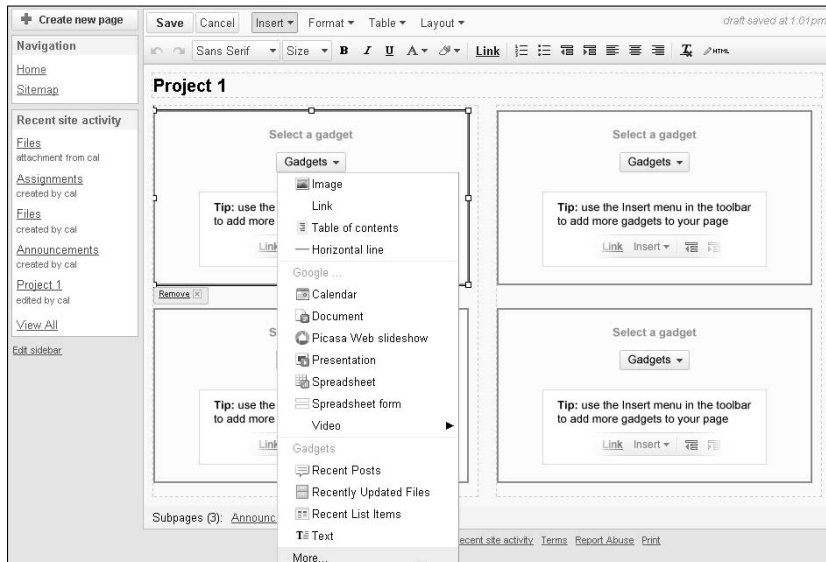 Create new page
Save Cancel Insert Format Table Layout draft saved at 1:01pm
Sans Serif Size B I U A Link T HTML
Navigation
Home
Sitemap
Recent site activity
Files
attachment from cal
Assignments
created by cal
Files
created by cal
Announcements
created by cal
Project 1
edited by cal
View All
Edit sidebar
Project 1
Select a gadget
Gadgets
Tip: use the
to add more
Link
Remove
Image
Link
Table of contents
Horizontal line
Google ...
Calendar
Document
Picasa Web slideshow
Presentation
Spreadsheet
Spreadsheet form
Video
Gadgets
Recent Posts
Recently Updated Files
Recent List Items
Text
More...
Select a gadget
Gadgets
Tip: use the Insert menu in the toolbar
to add more gadgets to your page
Link Insert
S
Tip: use the
to add more
Link
Select a gadget
Gadgets
Tip: use the Insert menu in the toolbar
to add more gadgets to your page
Link Insert
Subpages (3): Announc
ecent site activity Terms Report Abuse Print